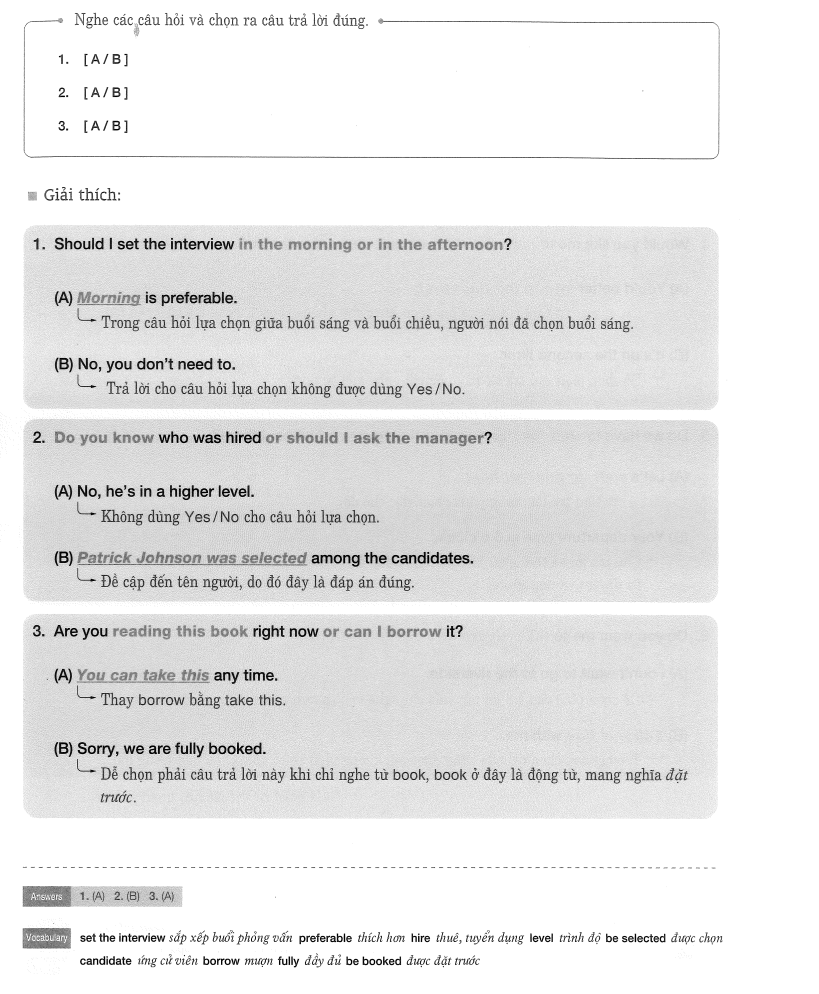 Nghe các câu hỏi và chọn ra câu trả lời đúng.
1. [ A / B ]
2. [ A / B ]
3. [ A / B ]
Giải thích:
1. Should I set the interview in the morning or in the afternoon?
(A) Morning is preferable.
Trong câu hỏi lựa chọn giữa buổi sáng và buổi chiều, người nói đã chọn buổi sáng.
(B) No, you don't need to.
Trả lời cho câu hỏi lựa chọn không được dùng Yes/No.
2. Do you know who was hired or should I ask the manager?
(A) No, he's in a higher level.
Không dùng Yes/No cho câu hỏi lựa chọn.
(B) Patrick Johnson was selected among the candidates.
Đề cập đến tên người, do đó đây là đáp án đúng.
3. Are you reading this book right now or can I borrow it?
(A) You can take this any time.
Thay borrow bằng take this.
(B) Sorry, we are fully booked.
Dễ chọn phải câu trả lời này khi chỉ nghe từ book, book ở đây là động từ, mang nghĩa đặt
trước.
Answers 1. (A) 2. (B) 3. (A)
Vocabulary set the interview sắp xếp buổi phỏng vấn preferable thích hơn hire thuê, tuyển dụng level trình độ be selected được chọn
candidate ứng cử viên borrow mượn fully đầy đủ be booked được đặt trước